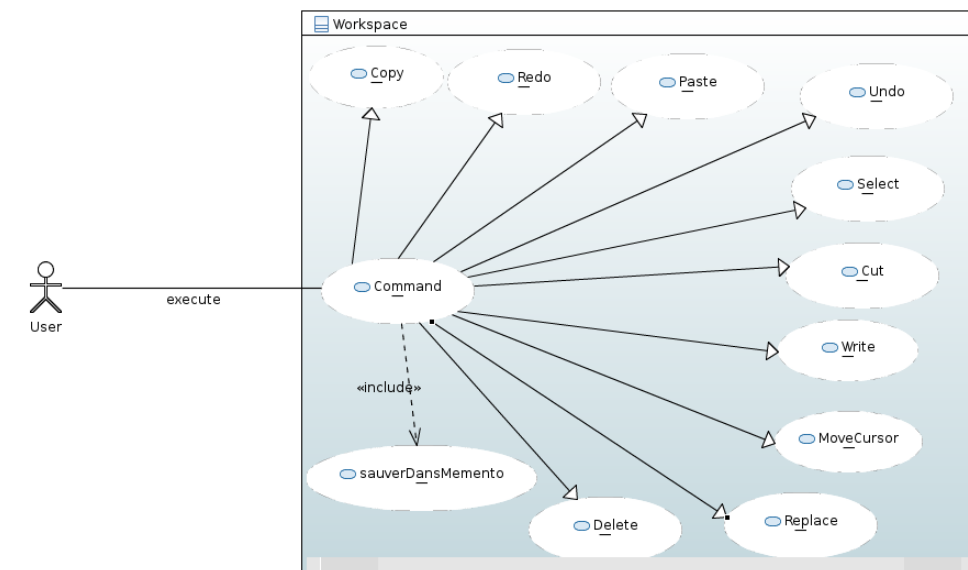 Workspace
Copy
Redo
Paste
Undo
Select
Cut
Command
execute
User
Write
«include»
MoveCursor
sauverDansMemento
Delete
Replace